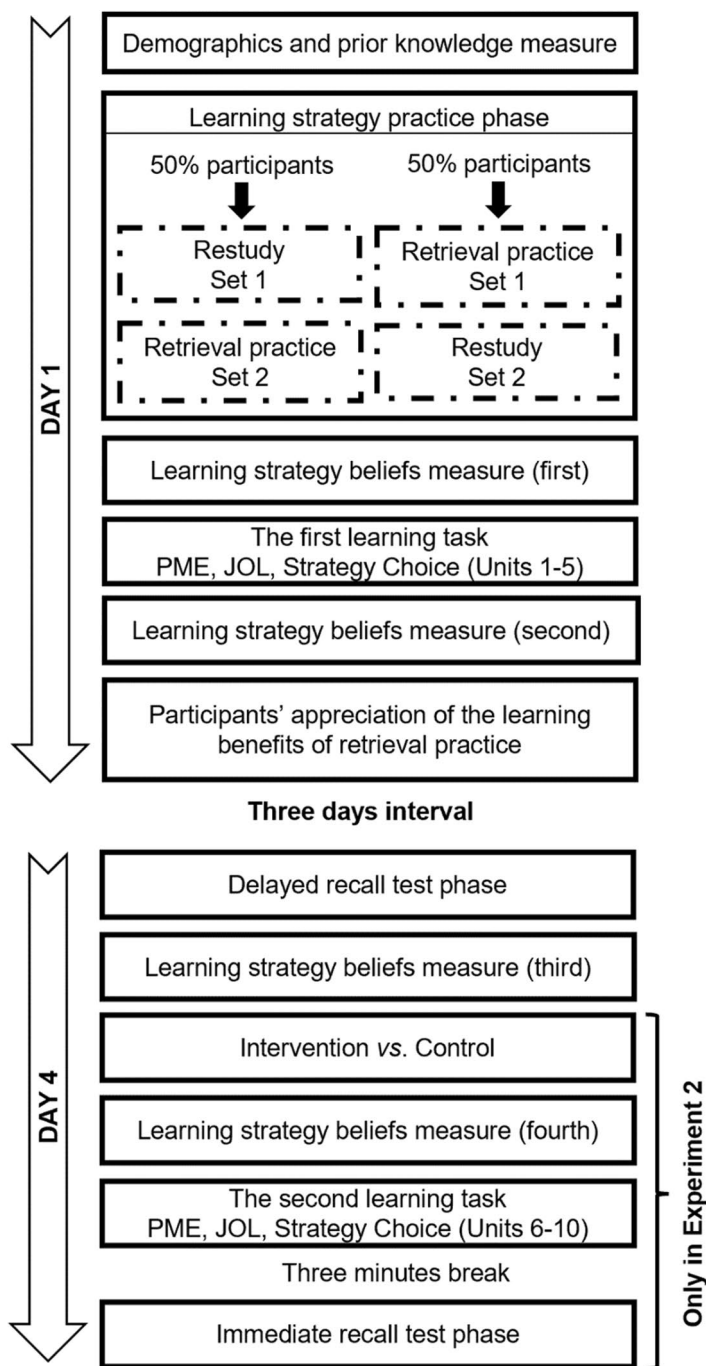 Demographics and prior knowledge measure
Learning strategy practice phase
50% participants
50% participants
Restudy
Set 1
Retrieval practice
Set 1
Retrieval practice
Set 2
Restudy
Set 2
DAY 1
Learning strategy beliefs measure (first)
The first learning task
PME, JOL, Strategy Choice (Units 1-5)
Learning strategy beliefs measure (second)
Participants’ appreciation of the learning
benefits of retrieval practice
Three days interval
Delayed recall test phase
Learning strategy beliefs measure (third)
Intervention vs. Control
DAY 4
Learning strategy beliefs measure (fourth)
The second learning task
PME, JOL, Strategy Choice (Units 6-10)
Three minutes break
Immediate recall test phase
Only in Experiment 2